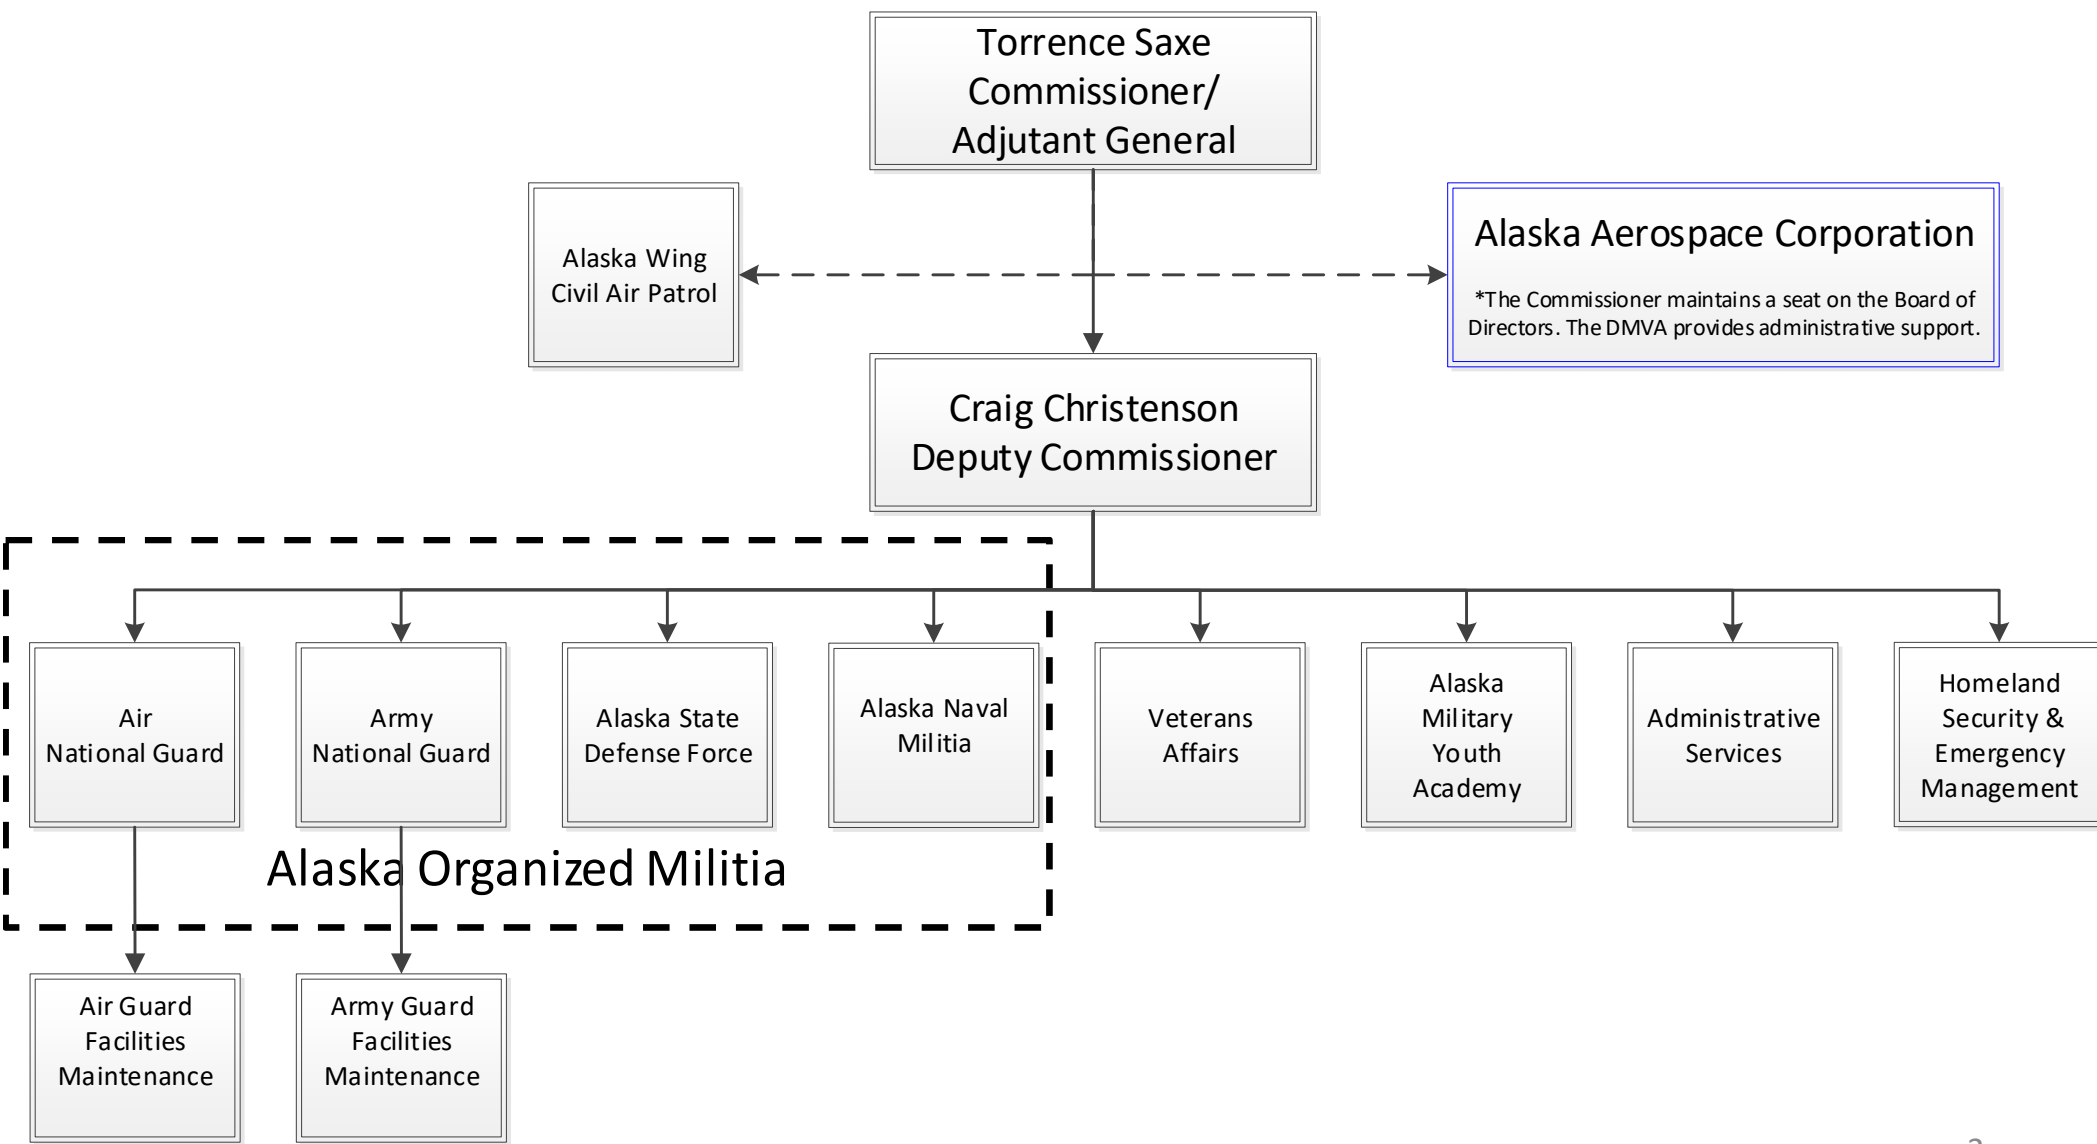 Torrence Saxe
Commissioner/
Adjutant General
Alaska Wing
Civil Air Patrol
Alaska Aerospace Corporation
*The Commissioner maintains a seat on the Board of
Directors. The DMVA provides administrative support.
Craig Christenson
Deputy Commissioner
Air
National Guard
Army
National Guard
Alaska State
Defense Force
Alaska Naval
Militia
Veterans
Affairs
Alaska
Military
Youth
Academy
Administrative
Services
Homeland
Security &
Emergency
Management
Alaska Organized Militia
Air Guard
Facilities
Maintenance
Army Guard
Facilities
Maintenance